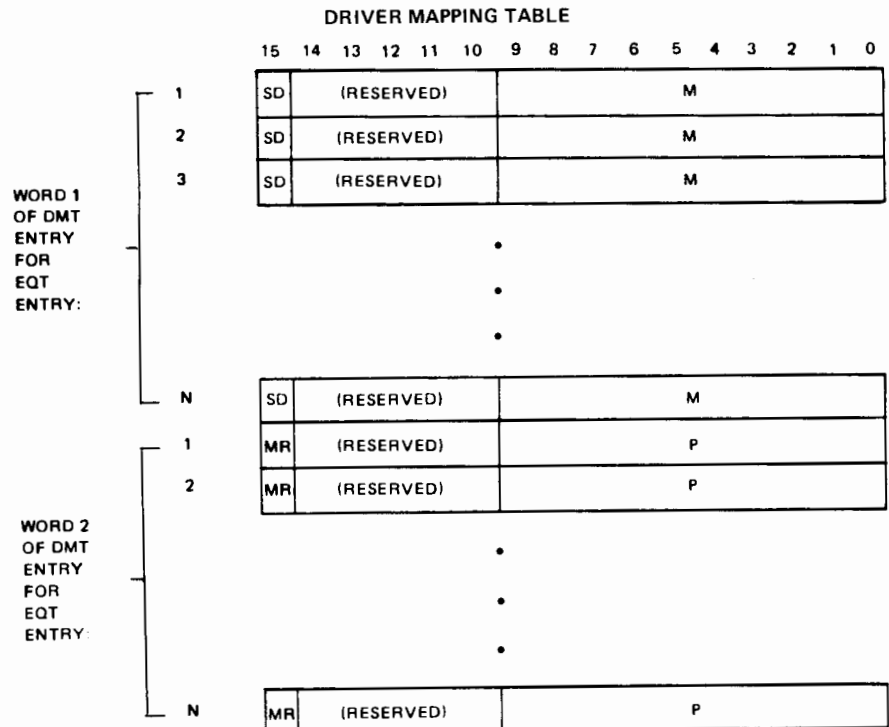 DRIVER MAPPING TABLE
15 14 13 12 11 10 9 8 7 6 5 4 3 2 1 0
1 SD (RESERVED) M
2 SD (RESERVED) M
3 SD (RESERVED) M
WORD 1
OF DMT
ENTRY
FOR
EQT
ENTRY:
N SD (RESERVED) M
1 MR (RESERVED) P
2 MR (RESERVED) P
WORD 2
OF DMT
ENTRY
FOR
EQT
ENTRY:
N MR (RESERVED) P